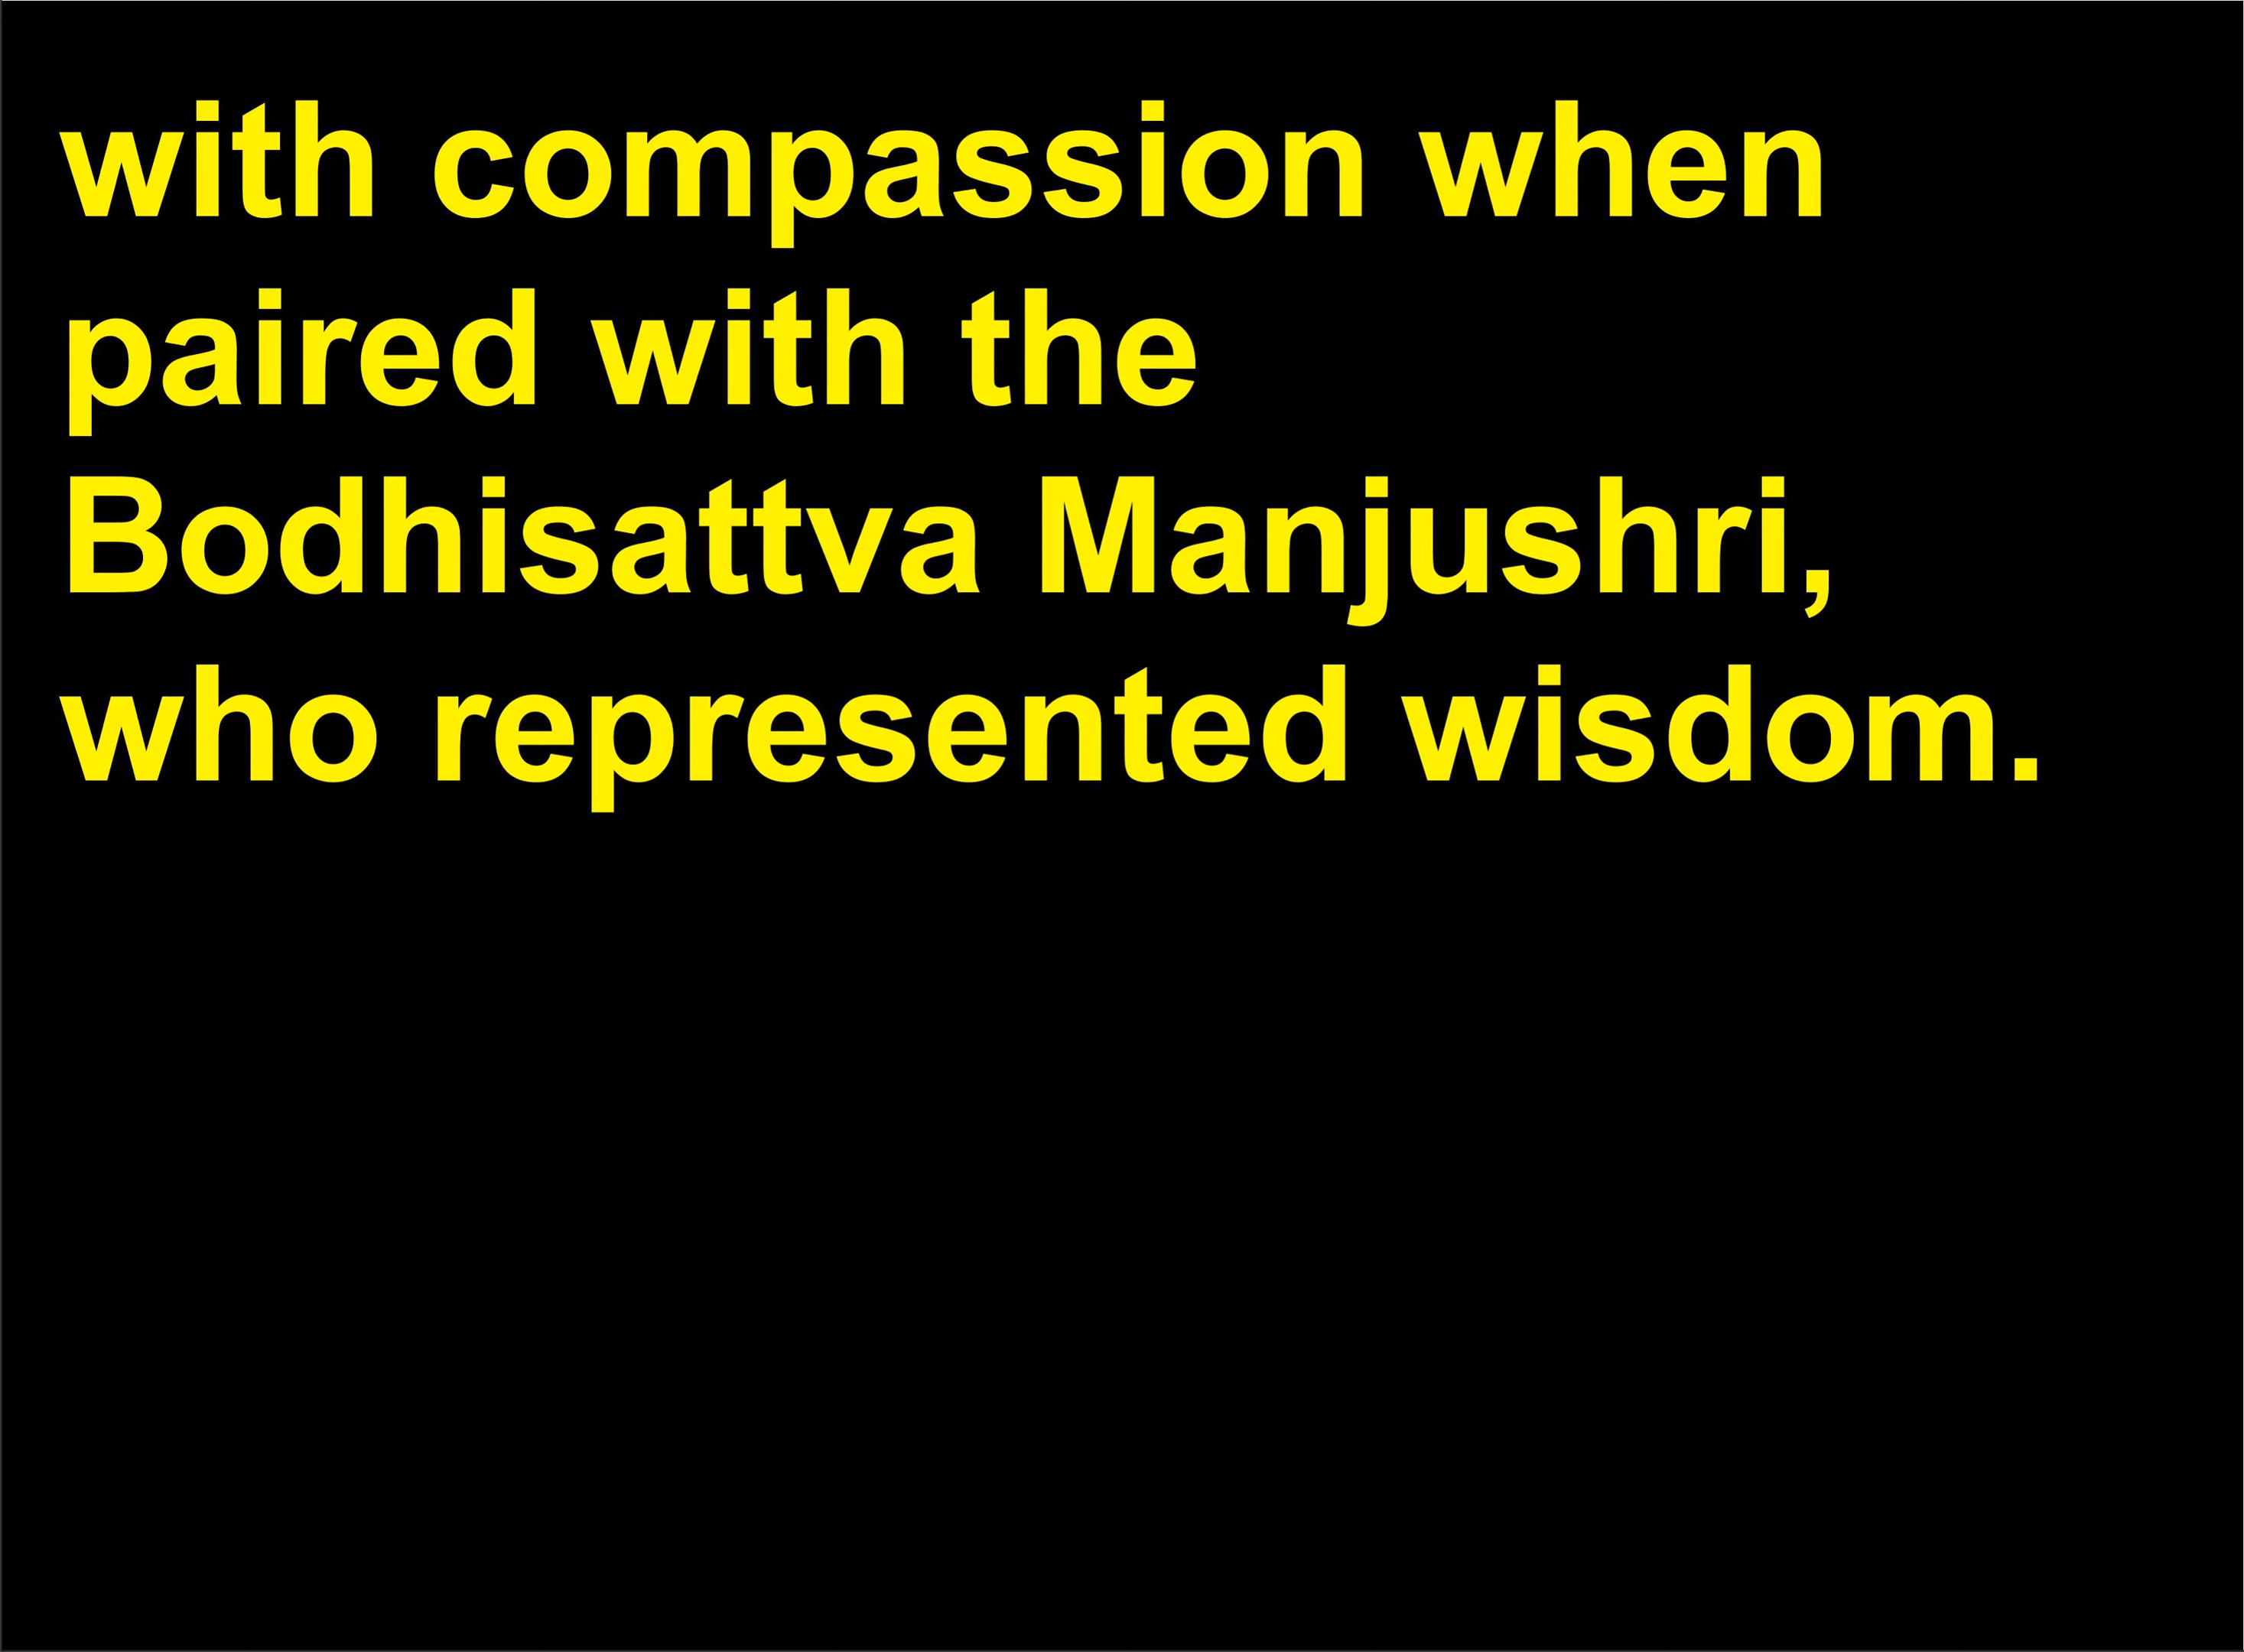 with compassion when
paired with the
Bodhisattva Manjushri,
who represented wisdom.